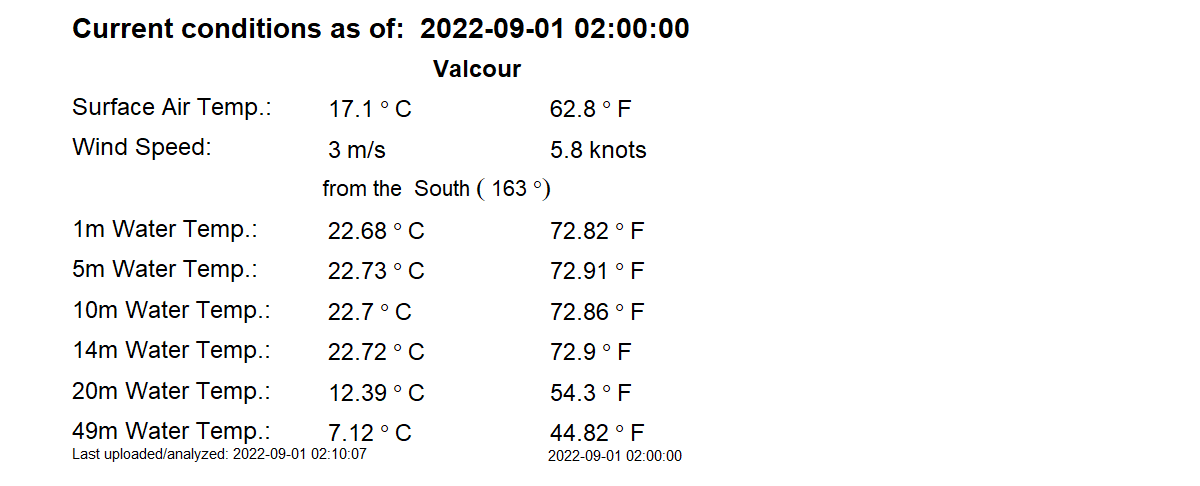 Current conditions as of:  2022-09-01 02:00:00
Valcour
Surface Air Temp.: 17.1 ° C 62.8 ° F
Wind Speed: 3 m/s 5.8 knots
from the  South ( 163 °)
1m Water Temp.: 22.68 ° C 72.82 ° F
5m Water Temp.: 22.73 ° C 72.91 ° F
10m Water Temp.: 22.7 ° C 72.86 ° F
14m Water Temp.: 22.72 ° C 72.9 ° F
20m Water Temp.: 12.39 ° C 54.3 ° F
49m Water Temp.: 7.12 ° C 44.82 ° F
Last uploaded/analyzed: 2022-09-01 02:10:07 2022-09-01 02:00:00